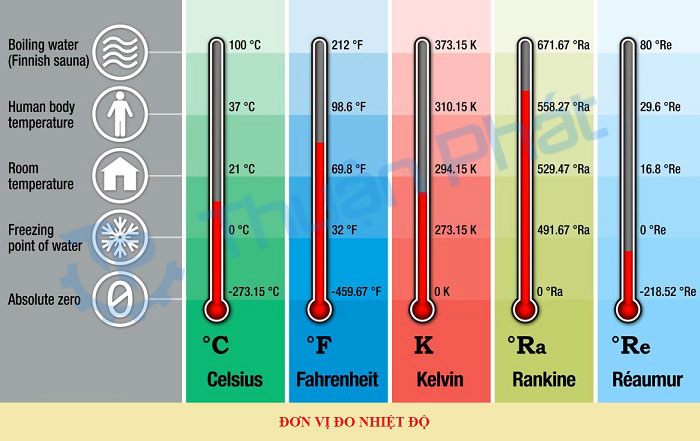 Boiling water
(Finnish sauna)
100 °C
212 °F
373.15 K
671.67 °Ra
80 °Re
Human body
temperature
37 °C
98.6 °F
310.15 K
558.27 °Ra
29.6 °Re
Room
temperature
21 °C
69.8 °F
294.15 K
529.47 °Ra
16.8 °Re
Freezing
point of water
0 °C
32 °F
273.15 K
491.67 °Ra
0 °Re
Absolute zero
-273.15 °C
-459.67 °F
0 K
0 °Ra
-218.52 °Re
°C
°F
K
°Ra
°Re
Celsius
Fahrenheit
Kelvin
Rankine
Réaumur
Thuận Phát
ĐƠN VỊ ĐO NHIỆT ĐỘ